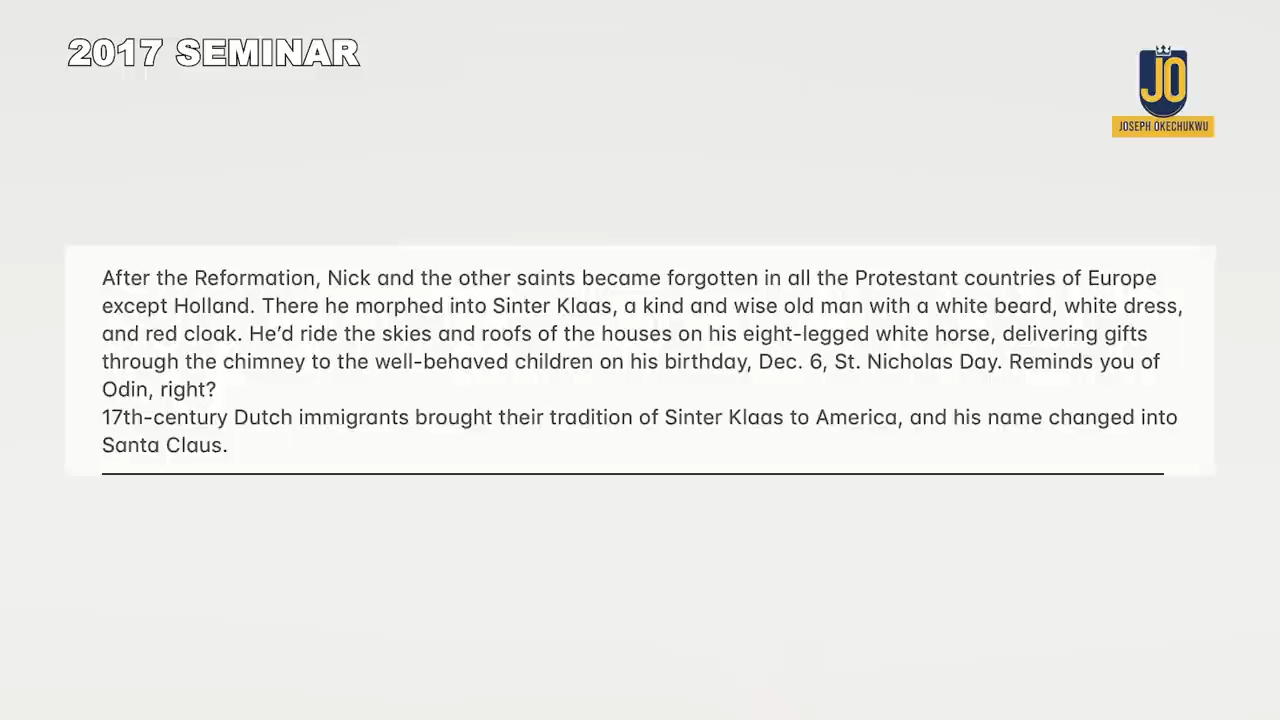 2017 SEMINAR
JO
JOSEPH OKECHUKWU
After the Reformation, Nick and the other saints became forgotten in all the Protestant countries of Europe
except Holland. There he morphed into Sinter Klaas, a kind and wise old man with a white beard, white dress,
and red cloak. He’d ride the skies and roofs of the houses on his eight-legged white horse, delivering gifts
through the chimney to the well-behaved children on his birthday, Dec. 6, St. Nicholas Day. Reminds you of
Odin, right?
17th-century Dutch immigrants brought their tradition of Sinter Klaas to America, and his name changed into
Santa Claus.